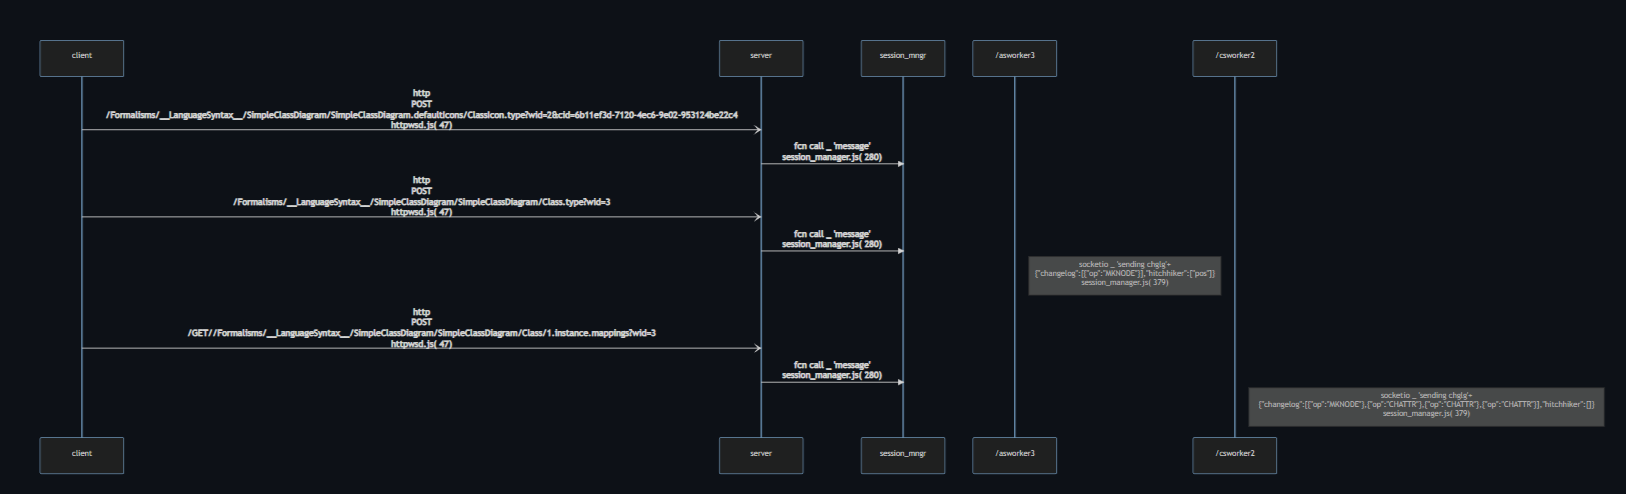 client
server
session_mngr
/asworker3
/csworker2
http
POST
/Formalisms/__LanguageSyntax__/SimpleClassDiagram/SimpleClassDiagram.defaultIcons/ClassIcon.type?wid=2&cid=6b11ef3d-7120-4ec6-9e02-953124be22c4
httpwsd.js( 47)
fcn call _ 'message'
session_manager.js( 280)
http
POST
/Formalisms/__LanguageSyntax__/SimpleClassDiagram/SimpleClassDiagram/Class.type?wid=3
httpwsd.js( 47)
fcn call _ 'message'
session_manager.js( 280)
socketio _ 'sending chglg'+
{"changelog":[{"op":"MKNODE"}],"hitchhiker":["pos"]}
session_manager.js( 379)
http
POST
/GET//Formalisms/__LanguageSyntax__/SimpleClassDiagram/SimpleClassDiagram/Class/1.instance.mappings?wid=3
httpwsd.js( 47)
fcn call _ 'message'
session_manager.js( 280)
socketio _ 'sending chglg'+
{"changelog":[{"op":"MKNODE"},{"op":"CHATTR"},{"op":"CHATTR"},{"op":"CHATTR"}],"hitchhiker":[]}
session_manager.js( 379)
client
server
session_mngr
/asworker3
/csworker2